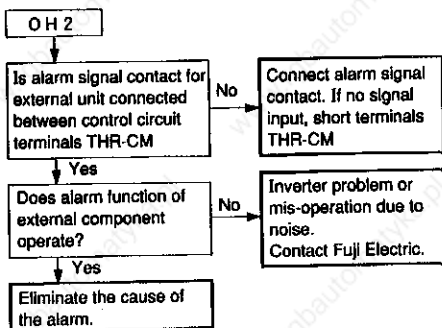 OH2
Is alarm signal contact for
external unit connected
between control circuit
terminals THR-CM
No
Connect alarm signal
contact. If no signal
input, short terminals
THR-CM
Yes
Does alarm function of
external component
operate?
No
Inverter problem or
mis-operation due to
noise.
Contact Fuji Electric.
Yes
Eliminate the cause of
the alarm.